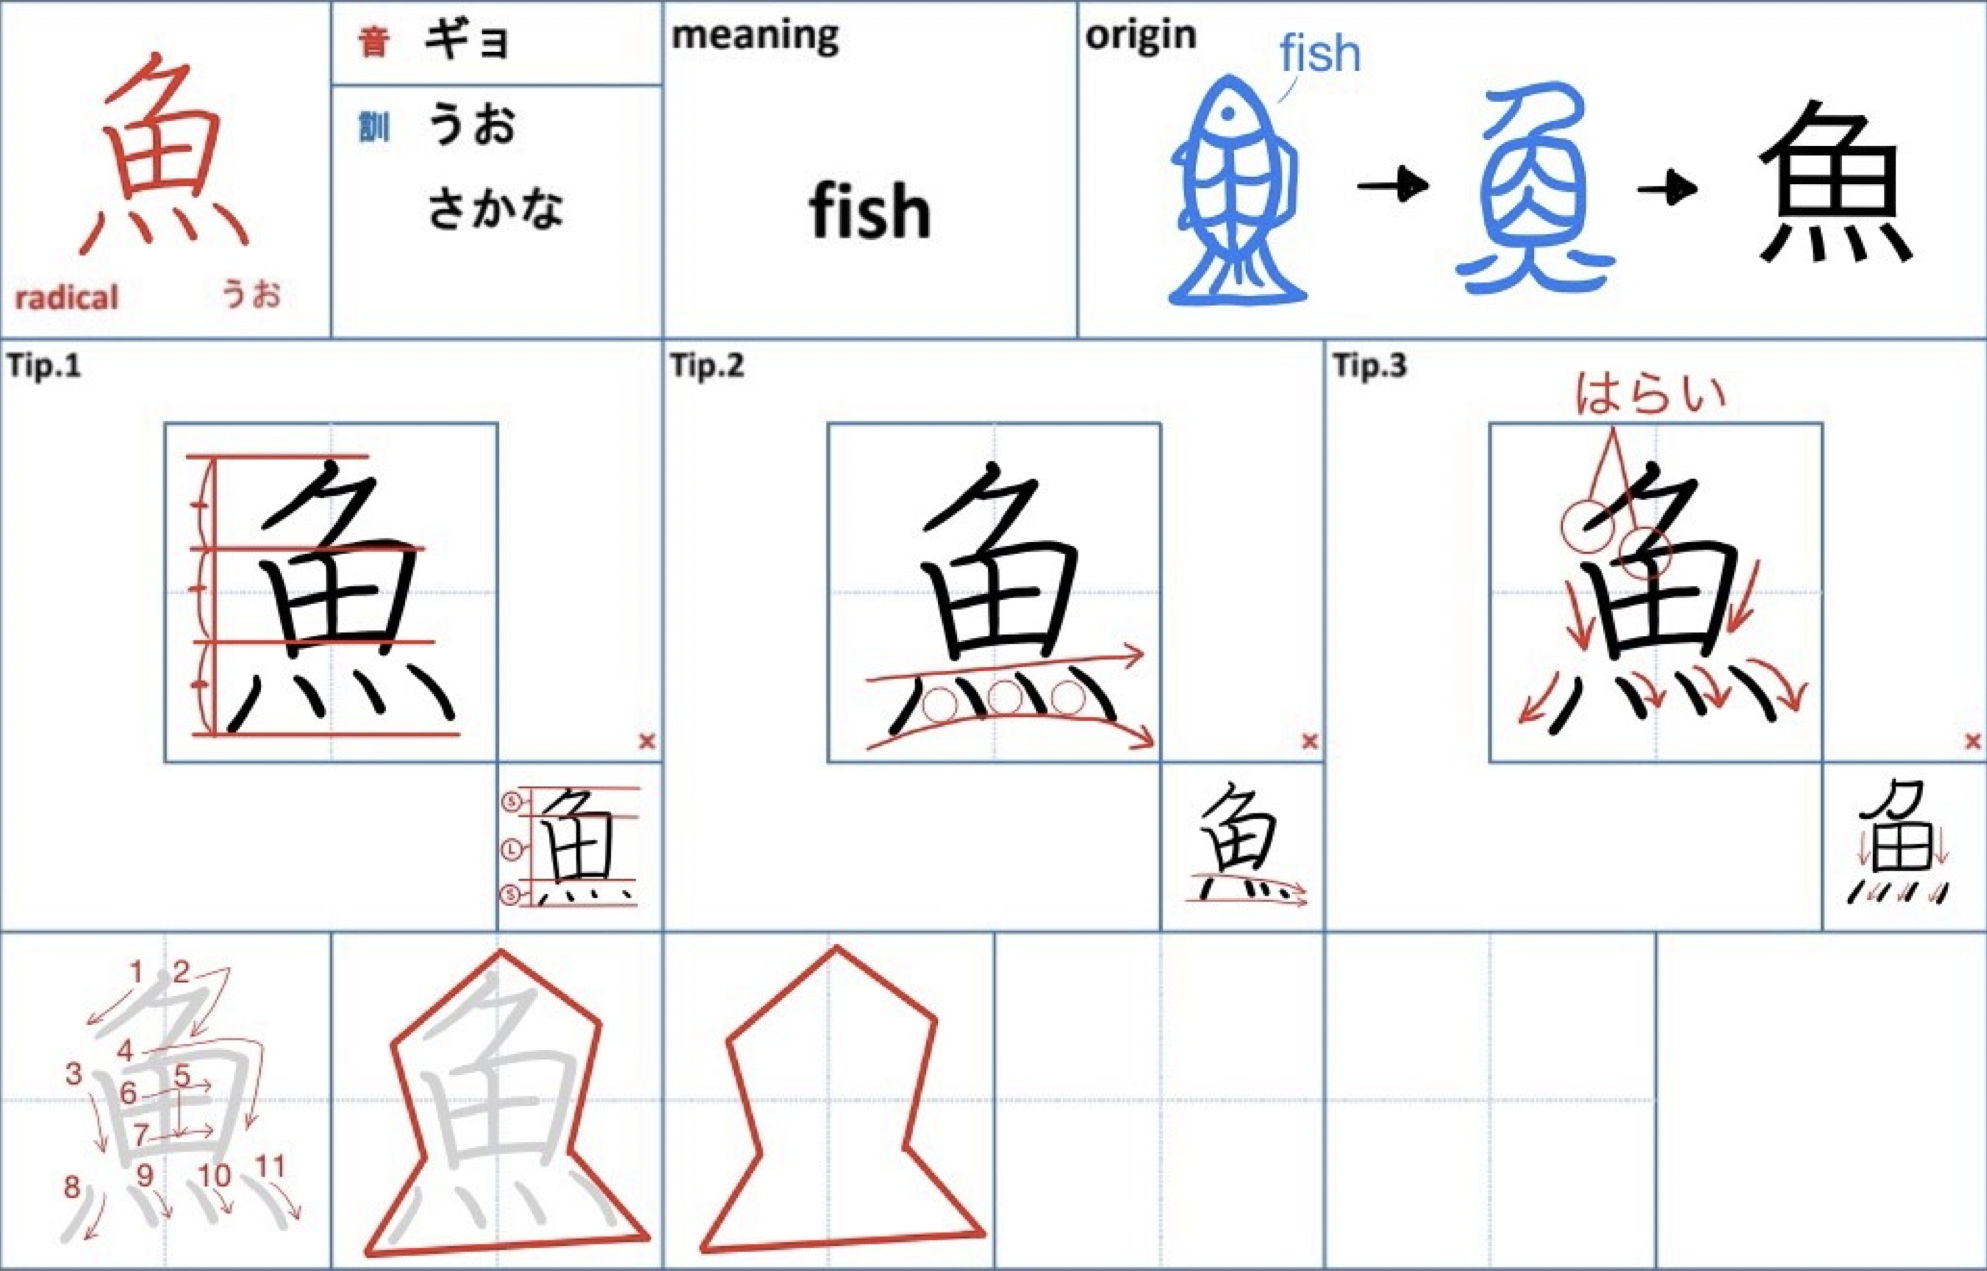 魚
radical うお
音 ギョ
訓 うお
さかな
meaning
fish
origin
fish
魚
Tip.1
魚
×
S
L
S
魚
Tip.2
魚
×
魚
Tip.3
はらい
魚
×
魚
1 2
3 4
5
6
7
8 9 10 11
魚
魚